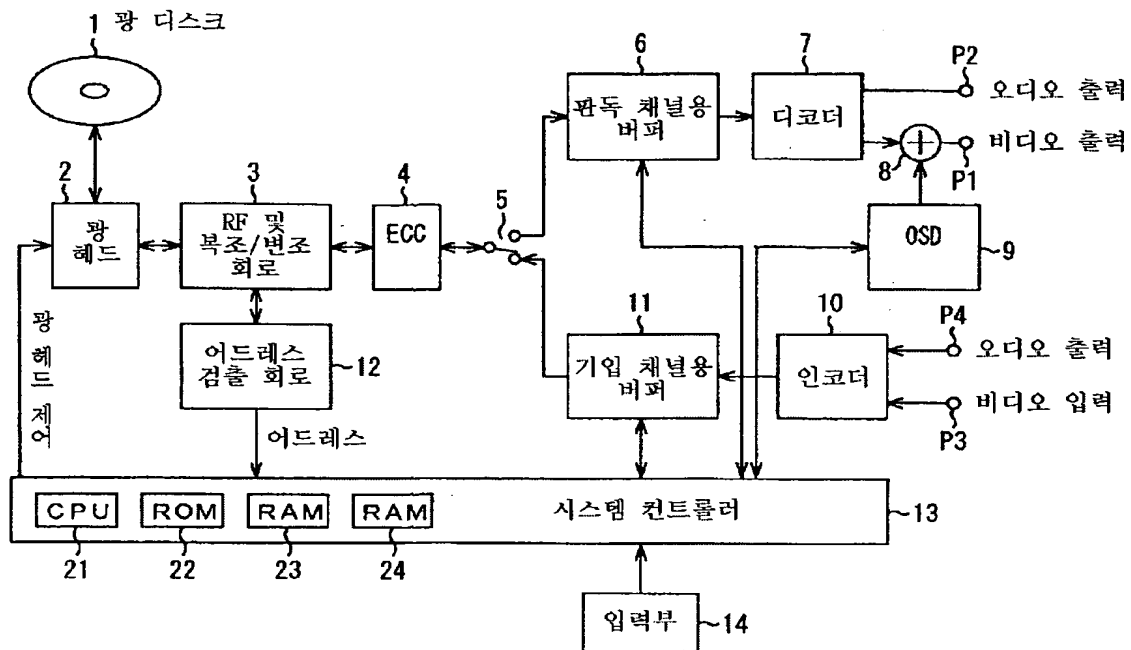 1 광 디스크
2
광
헤드
3
RF 및
복조/변조
회로
4
ECC
5
6
판독 채널용
버퍼
7
디코더
P2
오디오 출력
8
P1
비디오 출력
OSD
9
광 헤드 제어
어드레스
검출 회로
12
어드레스
11
기입 채널용
버퍼
10
인코더
P4
오디오 출력
P3
비디오 입력
CPU
ROM
RAM
RAM
시스템 컨트롤러
13
21
22
23
24
입력부
14